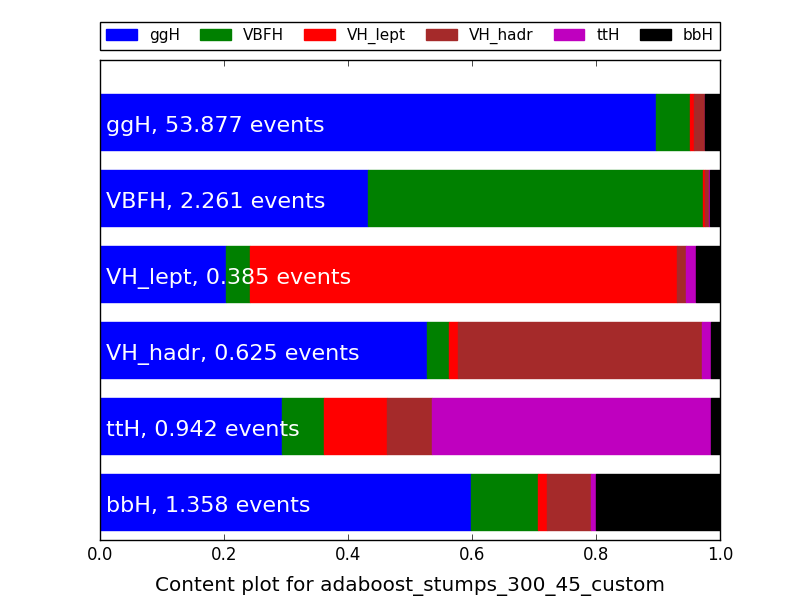 ggH VBFH VH_lept VH_hadr ttH bbH
ggH, 53.877 events
VBFH, 2.261 events
VH_lept, 0.385 events
VH_hadr, 0.625 events
ttH, 0.942 events
bbH, 1.358 events
0.0 0.2 0.4 0.6 0.8 1.0
Content plot for adaboost_stumps_300_45_custom